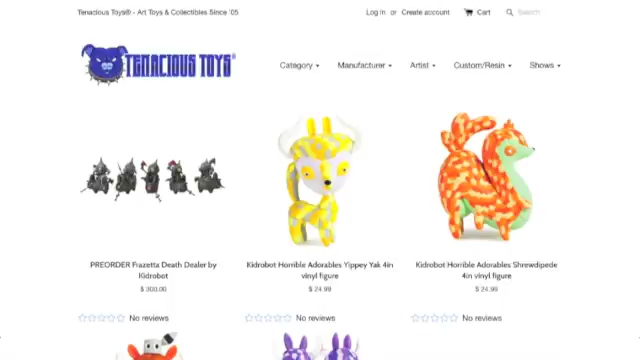 Tenacious Toys® - Art Toys & Collectibles Since '05
Log in or Create account
Cart
Search
TENACIOUS TOYS®
Category
Manufacturer
Artist
Custom/Resin
Shows
PREORDER Frazetta Death Dealer by
Kidrobot
$ 300.00
No reviews
Kidrobot Horrible Adorables Yippey Yak 4in
vinyl figure
$ 24.99
No reviews
Kidrobot Horrible Adorables Shrewdipede
4in vinyl figure
$ 24.99
No reviews